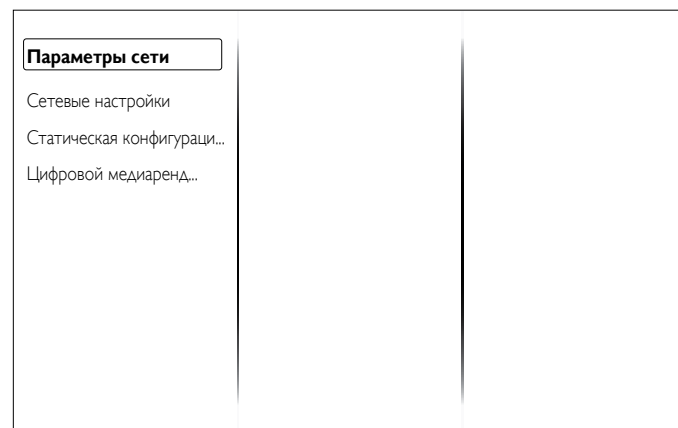 Параметры сети
Сетевые настройки
Статическая конфигураци...
Цифровой медиаренд...